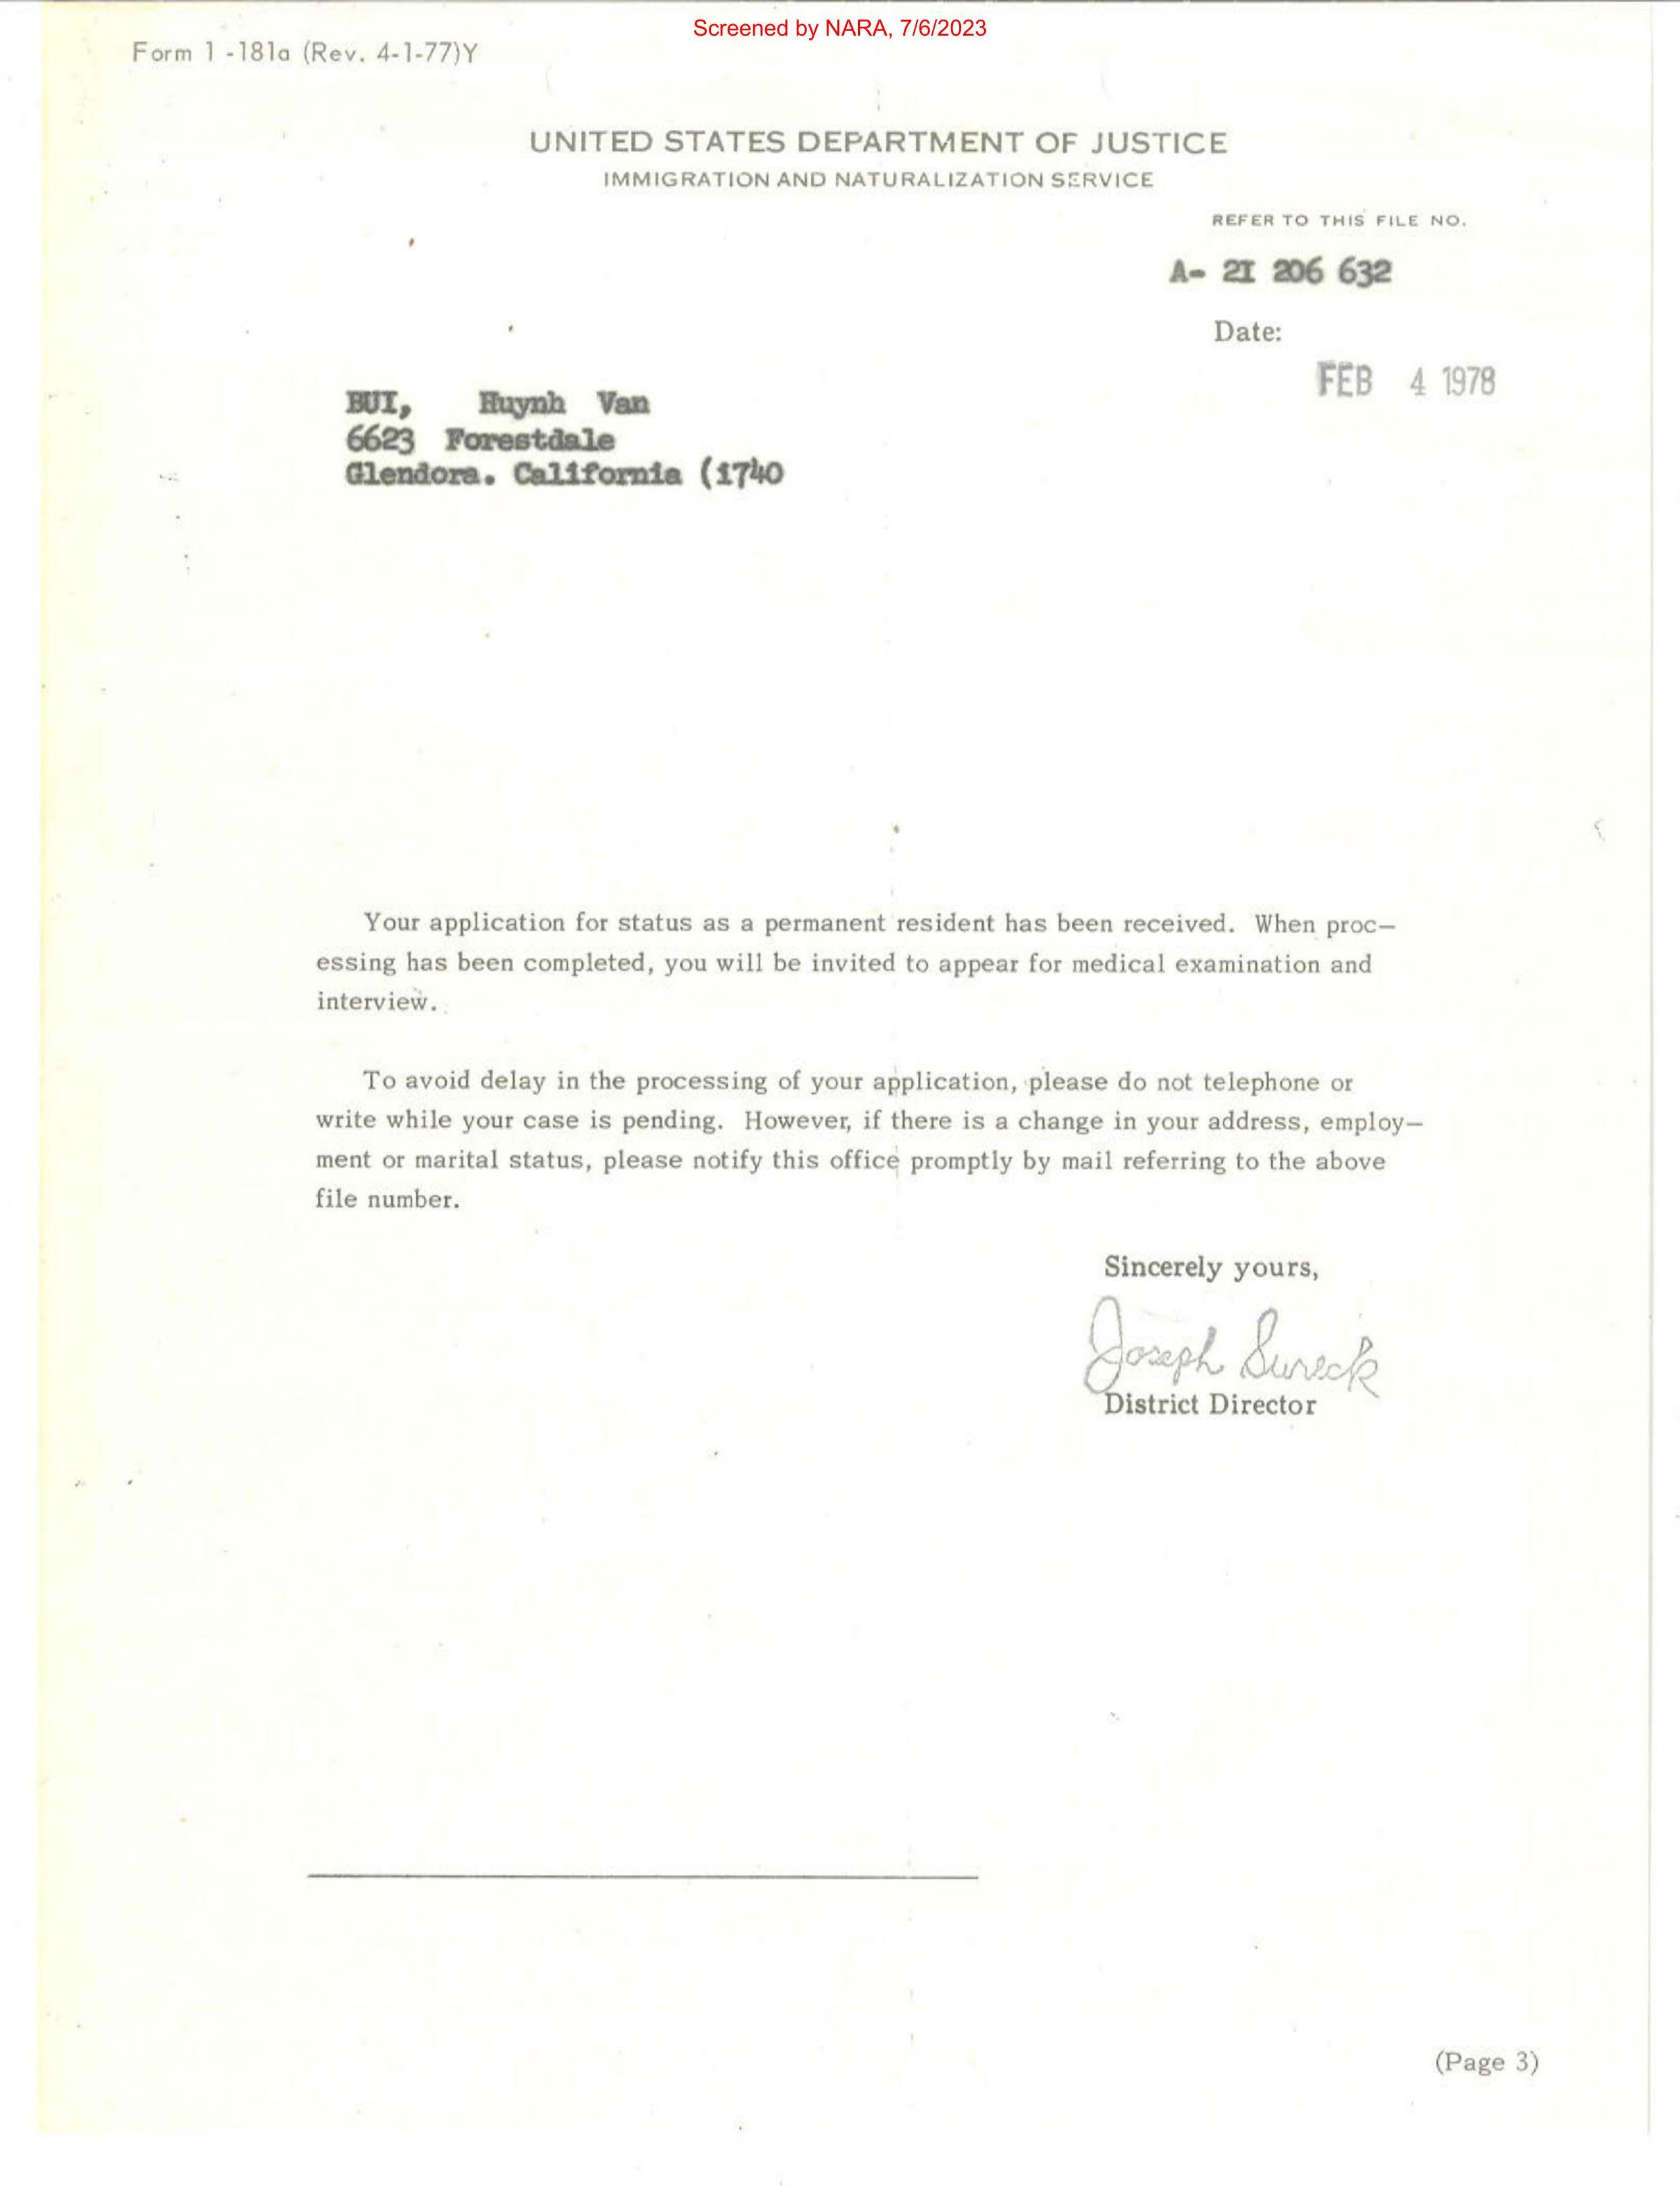 Screened by NARA, 7/6/2023
Form 1 -181a (Rev. 4-1-77)Y
UNITED STATES DEPARTMENT OF JUSTICE
IMMIGRATION AND NATURALIZATION SERVICE
REFER TO THIS FILE NO.
A- 2I 206 632
Date:
FEB 4 1978
BUI, Huynh Van
6623 Forestdale
Glendora. California (1740
Your application for status as a permanent resident has been received. When proc-
essing has been completed, you will be invited to appear for medical examination and
interview.
To avoid delay in the processing of your application, please do not telephone or
write while your case is pending. However, if there is a change in your address, employ-
ment or marital status, please notify this office promptly by mail referring to the above
file number.
Sincerely yours,
Joseph Sureck
District Director
(Page 3)